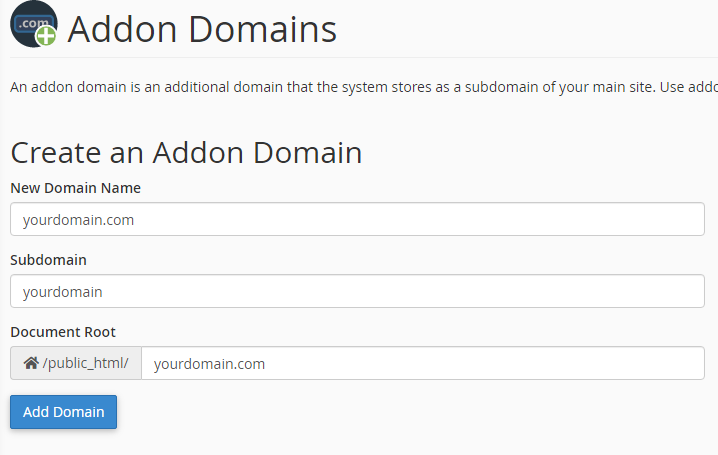 .com
Addon Domains
An addon domain is an additional domain that the system stores as a subdomain of your main site. Use
Create an Addon Domain
New Domain Name
yourdomain.com
Subdomain
yourdomain
Document Root
/public_html/ yourdomain.com
Add Domain